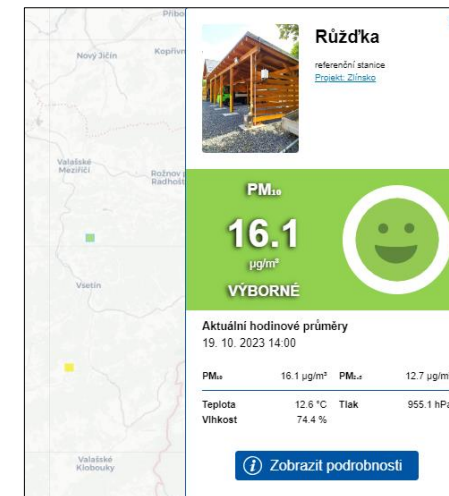 Příbo
Nový Jičín
Kopřivn
Valašské
Meziříčí
Rožnov p
Radhošt
Vsetín
Valašské
Klobouky
Růžďka
referenční stanice
Projekt: Zlínsko
PM₁₀
16.1
µg/m³
VÝBORNÉ
Aktuální hodinové průměry
19. 10. 2023 14:00
PM₁₀ 16.1 µg/m³ PM₂.₅ 12.7 µg/m³
Teplota 12.6 °C Tlak 955.1 hPa
Vlhkost 74.4 %
i Zobrazit podrobnosti